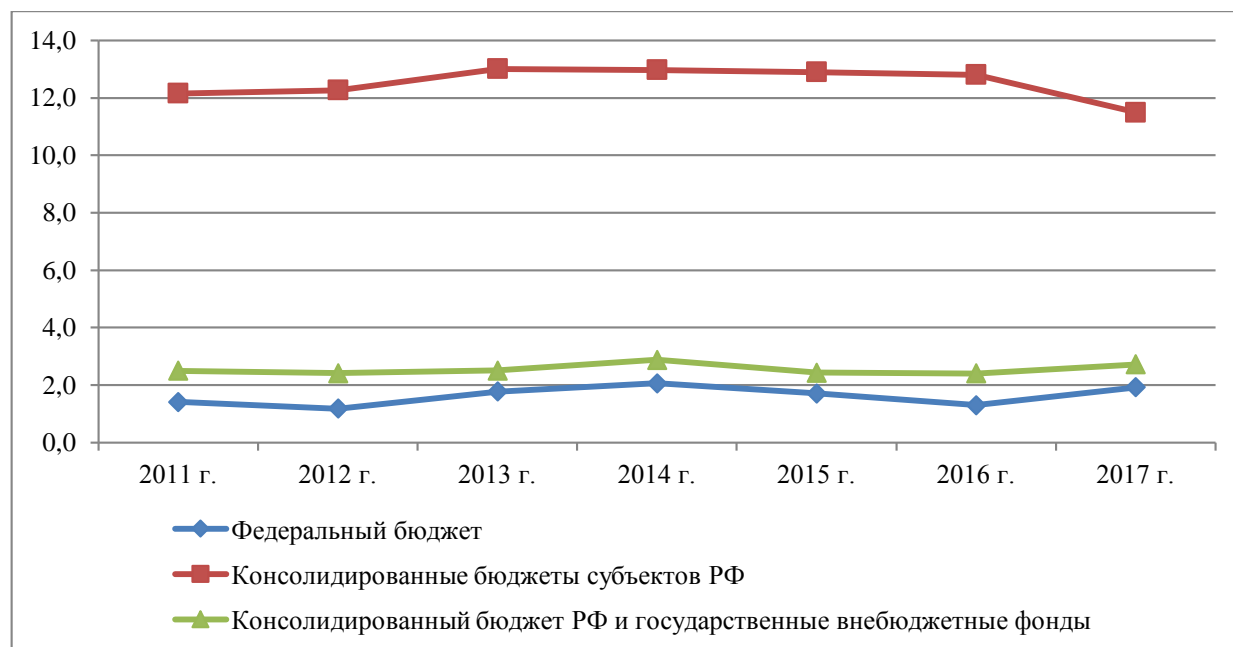 14,0
12,0
10,0
8,0
6,0
4,0
2,0
0,0
2011 г. 2012 г. 2013 г. 2014 г. 2015 г. 2016 г. 2017 г.
Федеральный бюджет
Консолидированные бюджеты субъектов РФ
Консолидированный бюджет РФ и государственные внебюджетные фонды